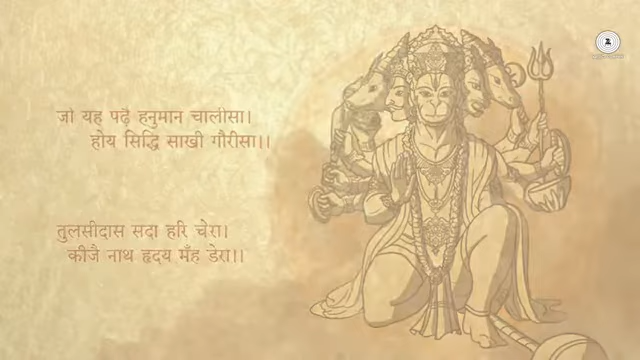 जो यह पढ़ै हनुमान चालीसा।
होय सिद्धि साखी गौरीसा।।
तुलसीदास सदा हरि चेरा।
कीजै नाथ हृदय मँह डेरा।।